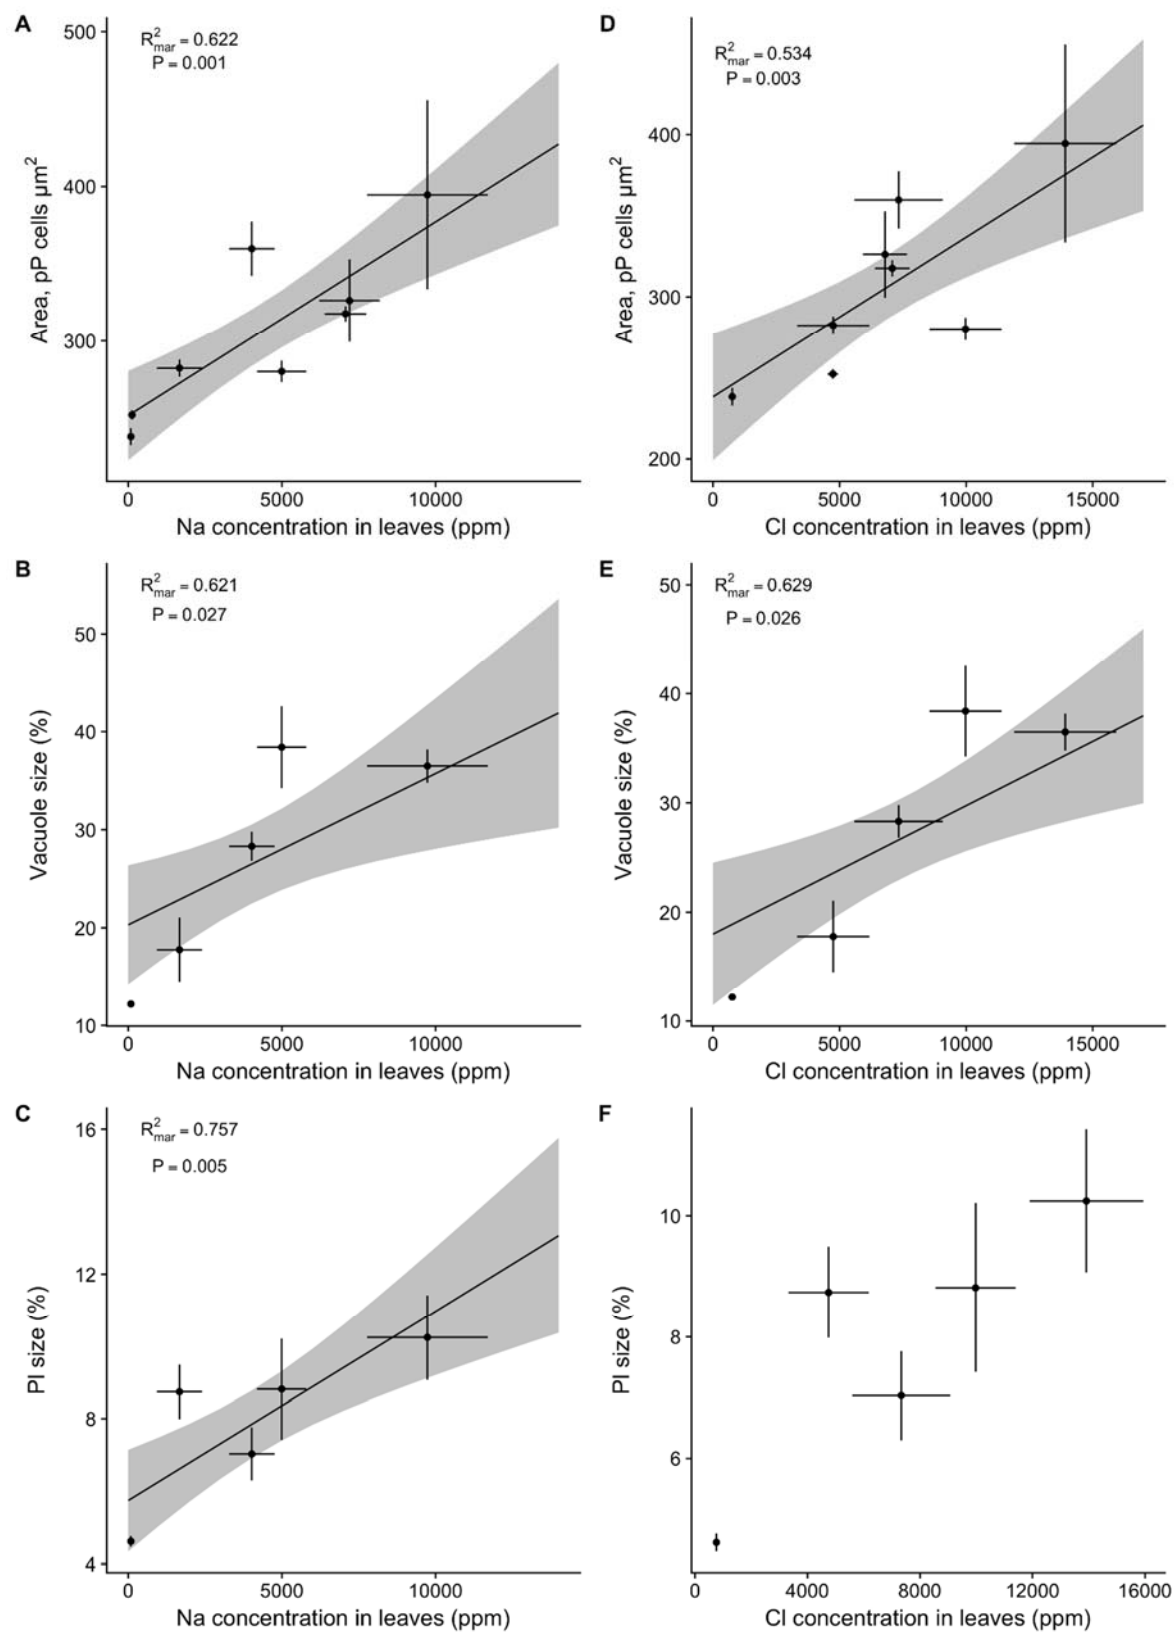 A
R²mar = 0.622
P = 0.001
500
400
300
Area, pP cells µm²
0 5000 10000
Na concentration in leaves (ppm)
D
R²mar = 0.534
P = 0.003
400
300
200
Area, pP cells µm²
0 5000 10000 15000
Cl concentration in leaves (ppm)
B
R²mar = 0.621
P = 0.027
50
40
30
20
10
Vacuole size (%)
0 5000 10000
Na concentration in leaves (ppm)
E
R²mar = 0.629
P = 0.026
50
40
30
20
10
Vacuole size (%)
0 5000 10000 15000
Cl concentration in leaves (ppm)
C
R²mar = 0.757
P = 0.005
16
12
8
4
PI size (%)
0 5000 10000
Na concentration in leaves (ppm)
F
10
8
6
PI size (%)
0 4000 8000 12000 16000
Cl concentration in leaves (ppm)